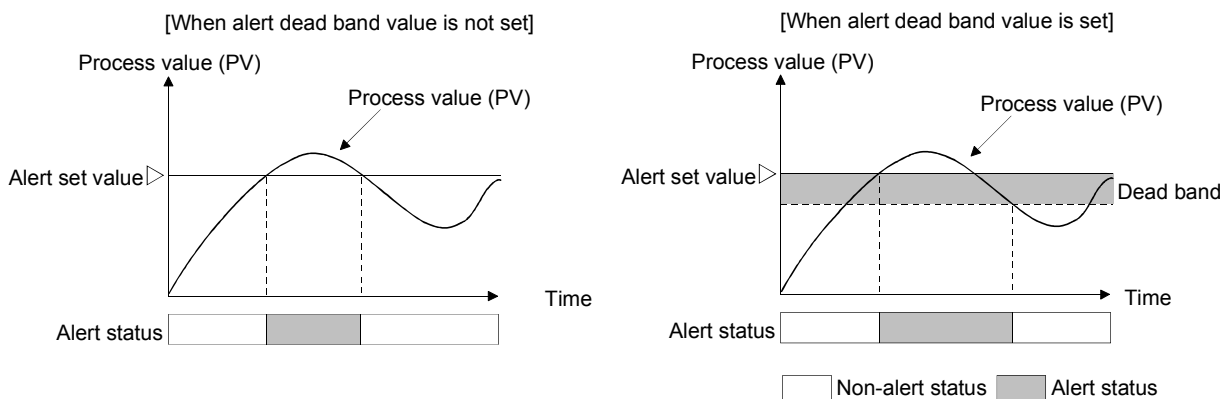 [When alert dead band value is not set]
Process value (PV)
Process value (PV)
Alert set value
Time
Alert status
[When alert dead band value is set]
Process value (PV)
Process value (PV)
Alert set value
Dead band
Time
Alert status
Non-alert status
Alert status